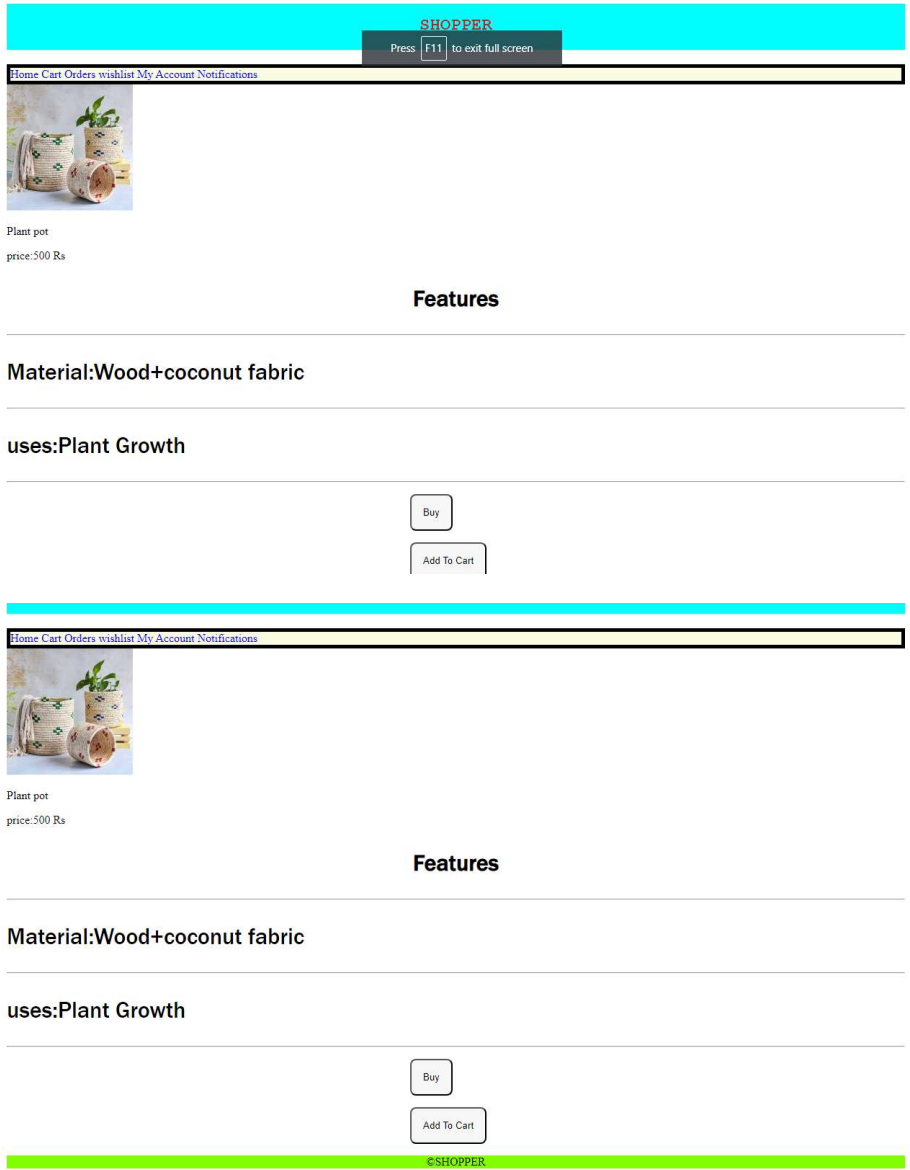 SHOPPER
Press F11 to exit full screen
Home Cart Orders wishlist My Account Notifications
Plant pot
price:500 Rs
Features
Material:Wood+coconut fabric
uses:Plant Growth
Buy
Add To Cart
Home Cart Orders wishlist My Account Notifications
Plant pot
price:500 Rs
Features
Material:Wood+coconut fabric
uses:Plant Growth
Buy
Add To Cart
©SHOPPER